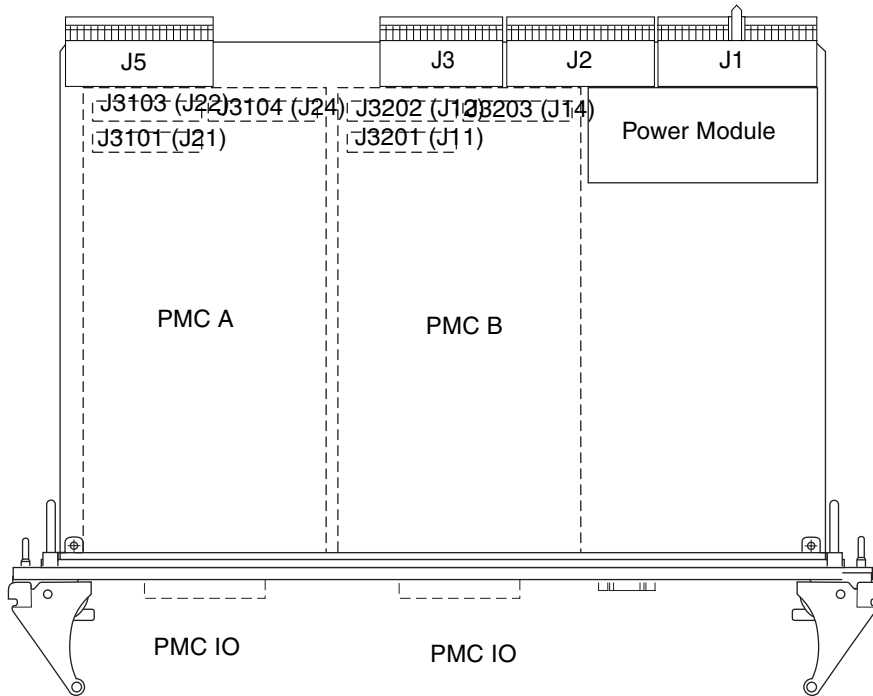 J5
J3
J2
J1
J3103 (J22)
J3104 (J24)
J3202 (J12)
J3203 (J14)
J3101 (J21)
J3201 (J11)
Power Module
PMC A
PMC B
PMC IO
PMC IO